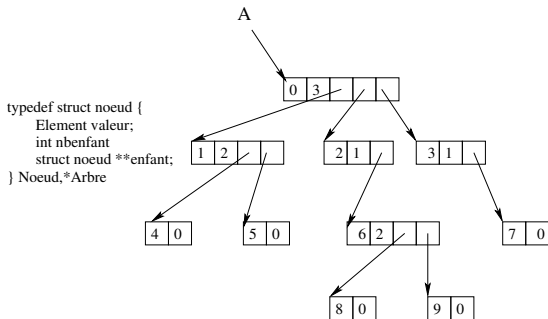 A
0 3
typedef struct noeud {
Element valeur;
int nbenfant
struct noeud **enfant;
} Noeud,*Arbre
1 2
2 1
3 1
4 0
5 0
6 2
7 0
8 0
9 0